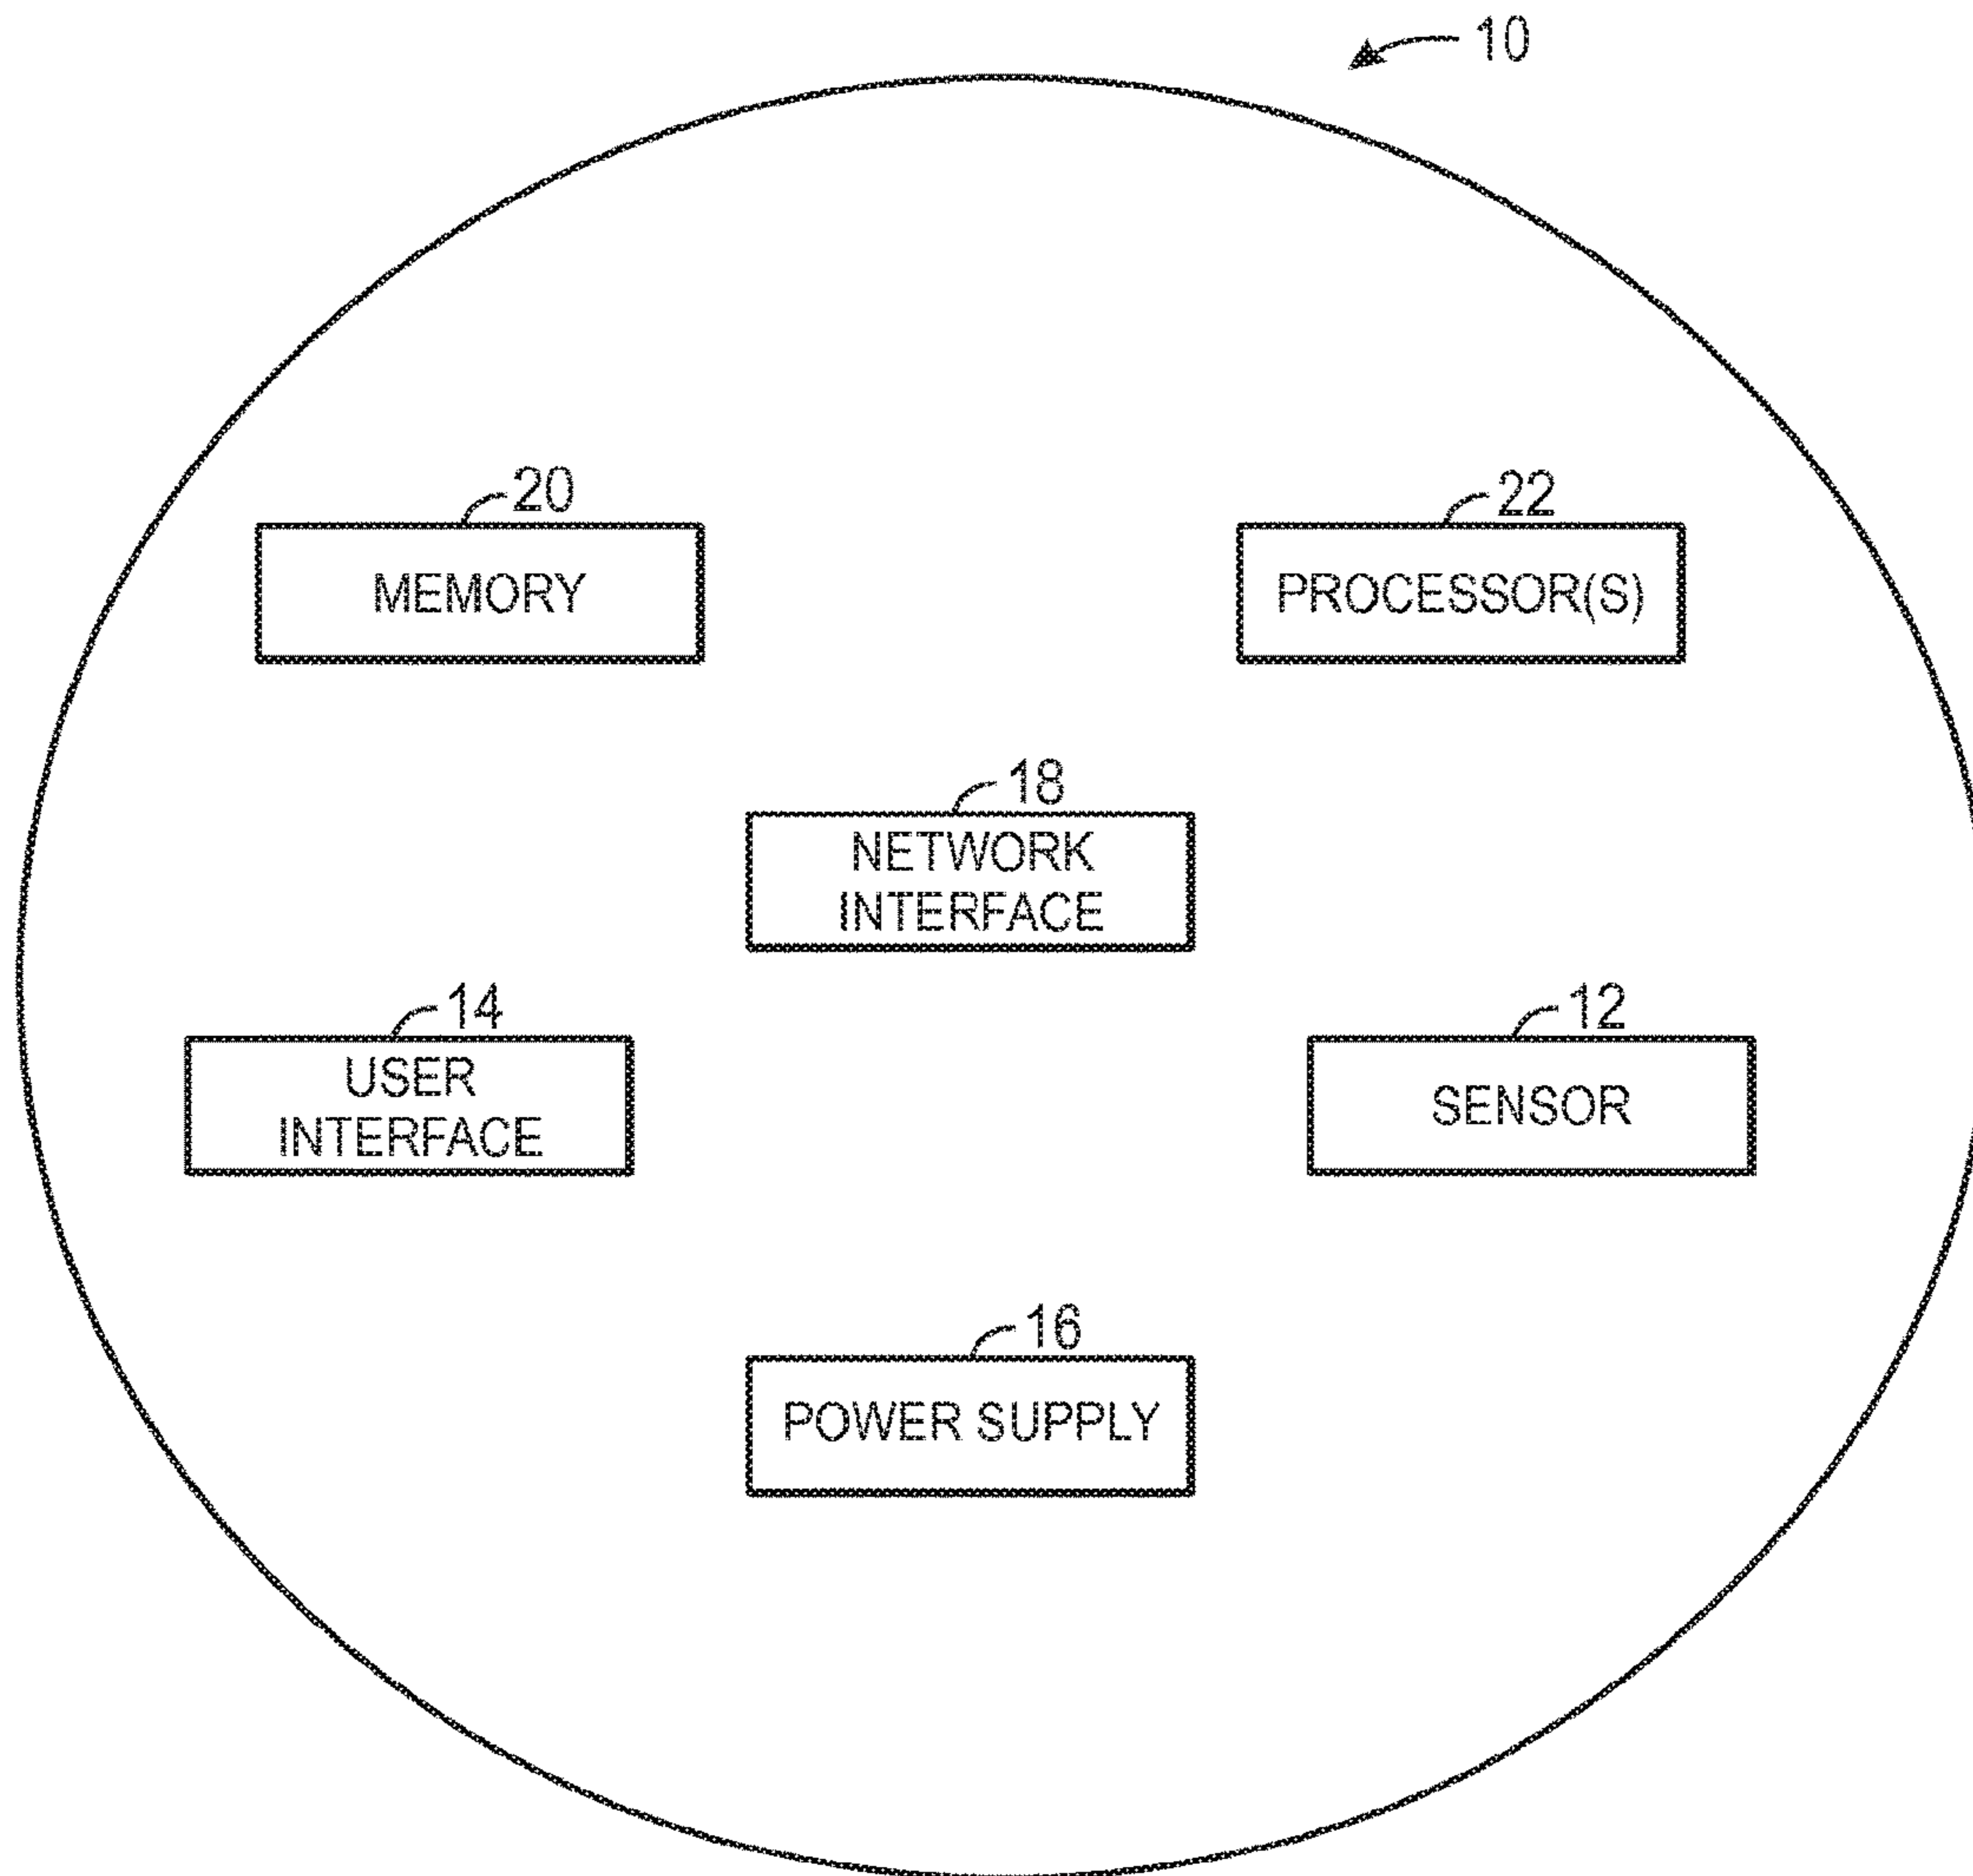 10
20
22
MEMORY
PROCESSOR(S)
18
NETWORK
INTERFACE
14
12
USER
INTERFACE
SENSOR
16
POWER SUPPLY